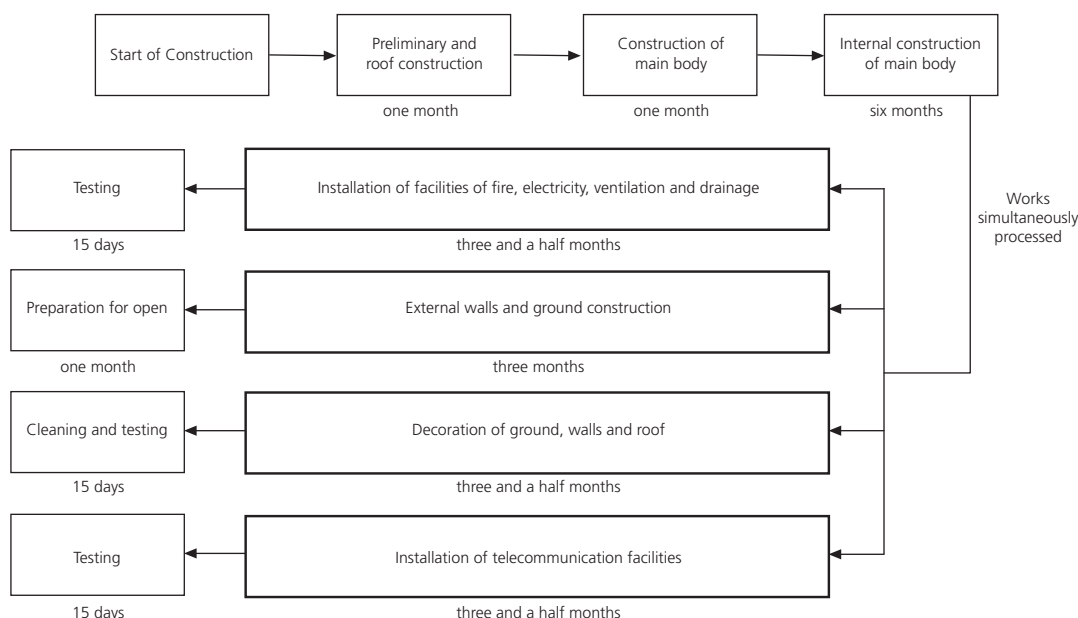 Start of Construction
Preliminary and
roof construction
Construction of
main body
Internal construction
of main body
one month
one month
six months
Testing
Installation of facilities of fire, electricity, ventilation and drainage
Works
simultaneously
processed
15 days
three and a half months
Preparation for open
External walls and ground construction
one month
three months
Cleaning and testing
Decoration of ground, walls and roof
15 days
three and a half months
Testing
Installation of telecommunication facilities
15 days
three and a half months